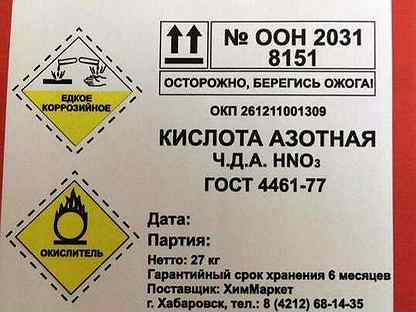 № ООН 2031
8151
ОСТОРОЖНО, БЕРЕГИСЬ ОЖОГА!
ЕДКОЕ
КОРРОЗИЙНОЕ
ОКП 261211001309
КИСЛОТА АЗОТНАЯ
Ч.Д.А. HNO₃
ГОСТ 4461-77
ОКИСЛИТЕЛЬ
Дата:
Партия:
Нетто: 27 кг
Гарантийный срок хранения 6 месяцев
Поставщик: ХимМаркет
г. Хабаровск, тел.: 8 (4212) 68-14-35